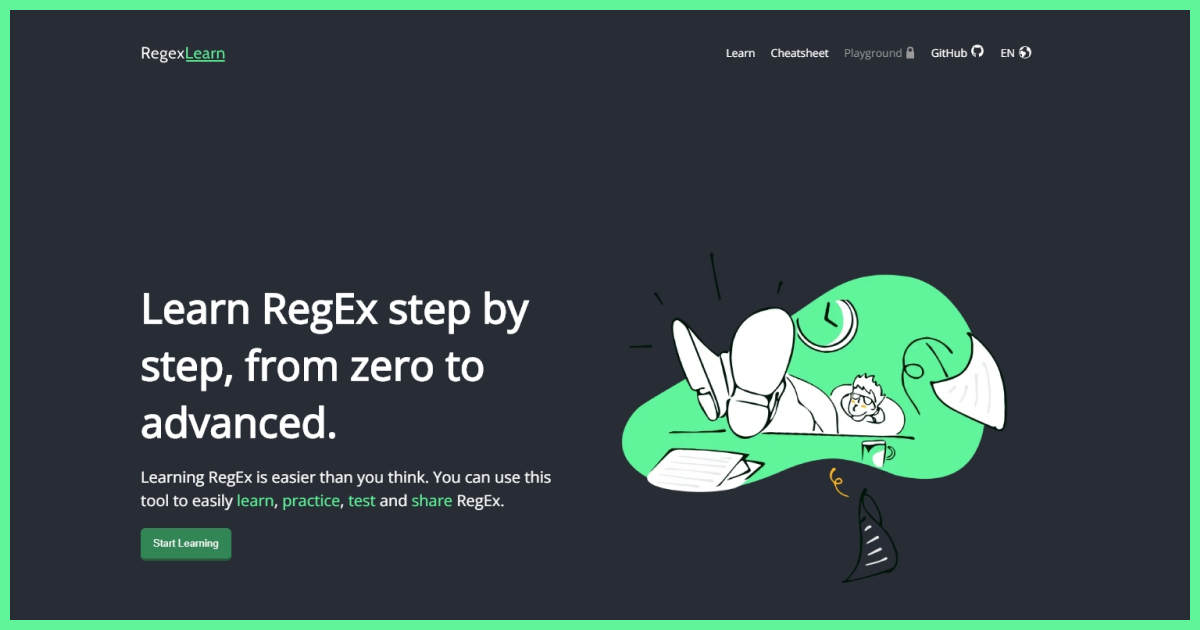 RegexLearn
Learn Cheatsheet Playground GitHub EN
Learn RegEx step by
step, from zero to
advanced.
Learning RegEx is easier than you think. You can use this
tool to easily learn, practice, test and share RegEx.
Start Learning